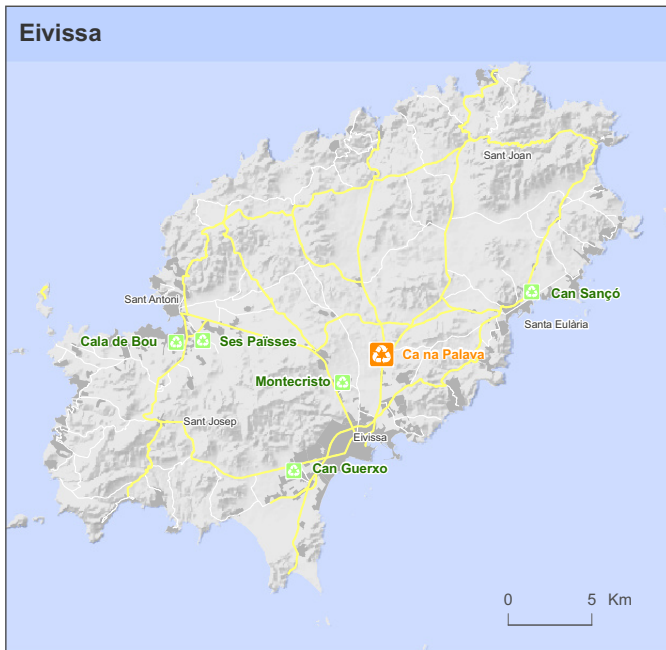 Eivissa
Sant Joan
Can Sançó
Sant Antoni
Santa Eulària
Cala de Bou
Ses Païsses
Ca na Palava
Montecristo
Sant Josep
Eivissa
Can Guerxo
0 5 Km